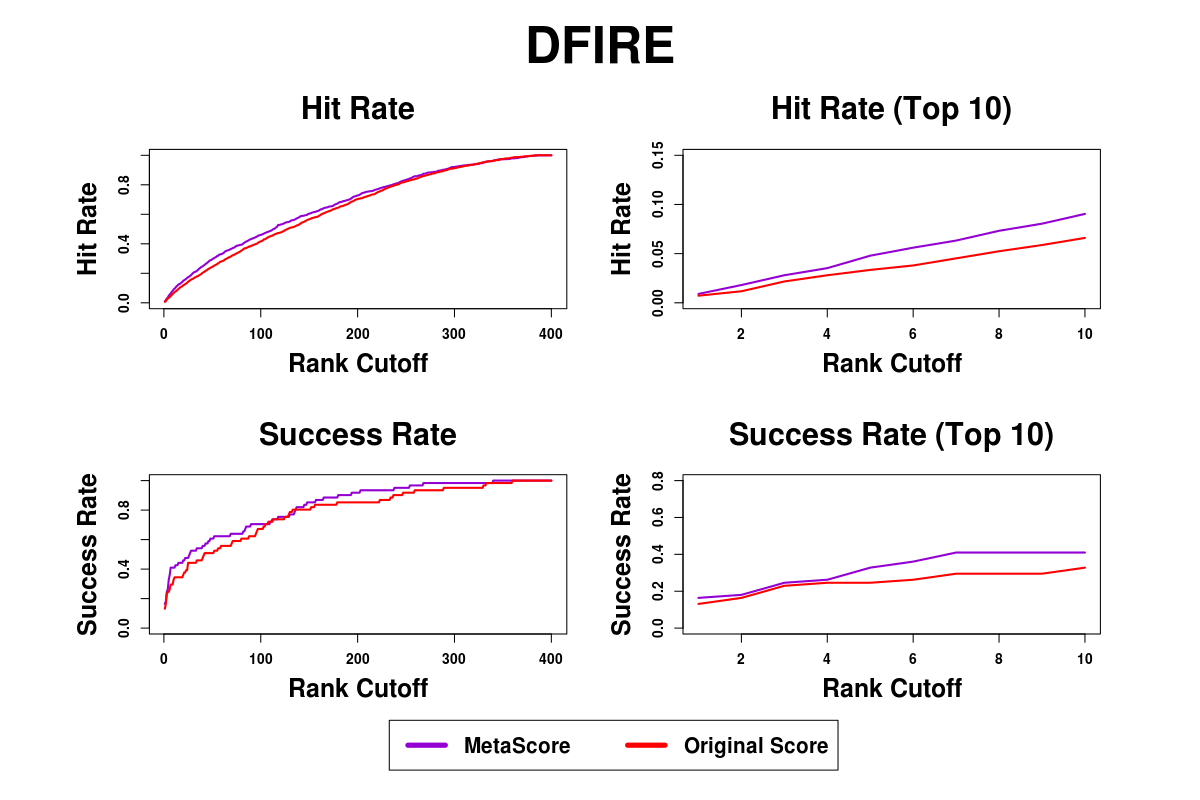 DFIRE
Hit Rate
Hit Rate
0.0 0.4 0.8
0 100 200 300 400
Rank Cutoff
Hit Rate (Top 10)
Hit Rate
0.00 0.05 0.10 0.15
2 4 6 8 10
Rank Cutoff
Success Rate
Success Rate
0.0 0.4 0.8
0 100 200 300 400
Rank Cutoff
Success Rate (Top 10)
Success Rate
0.0 0.2 0.4 0.6 0.8
2 4 6 8 10
Rank Cutoff
MetaScore Original Score